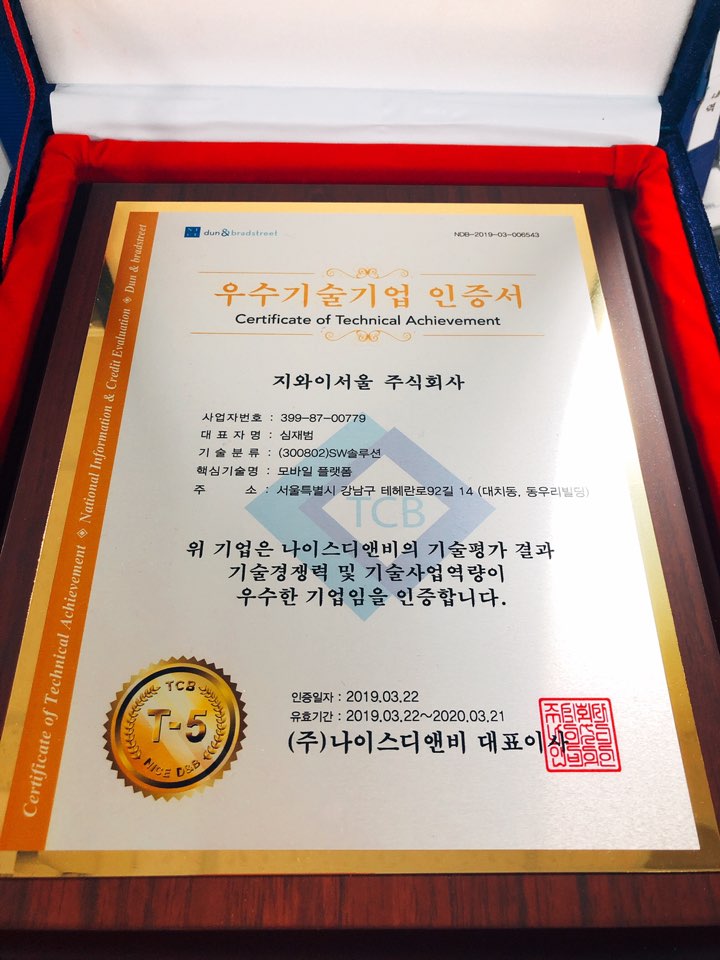 dun&bradstreet
NDB-2019-03-006543
우수기술기업 인증서
Certificate of Technical Achievement
지와이서울 주식회사
사업자번호 : 399-87-00779
대표자명 : 심재범
기술분류 : (300802)SW솔루션
핵심기술명 : 모바일 플랫폼
주 소 : 서울특별시 강남구 테헤란로92길 14 (대치동, 동우리빌딩)
TCB
위 기업은 나이스디앤비의 기술평가 결과
기술경쟁력 및 기술사업역량이
우수한 기업임을 인증합니다.
인증일자 : 2019.03.22
유효기간 : 2019.03.22~2020.03.21
(주)나이스디앤비 대표이사
TCB
T-5
NICE D&B
Certificate of Technical Achievement ◈ National Information & Credit Evaluation ◈ Dun & bradstreet